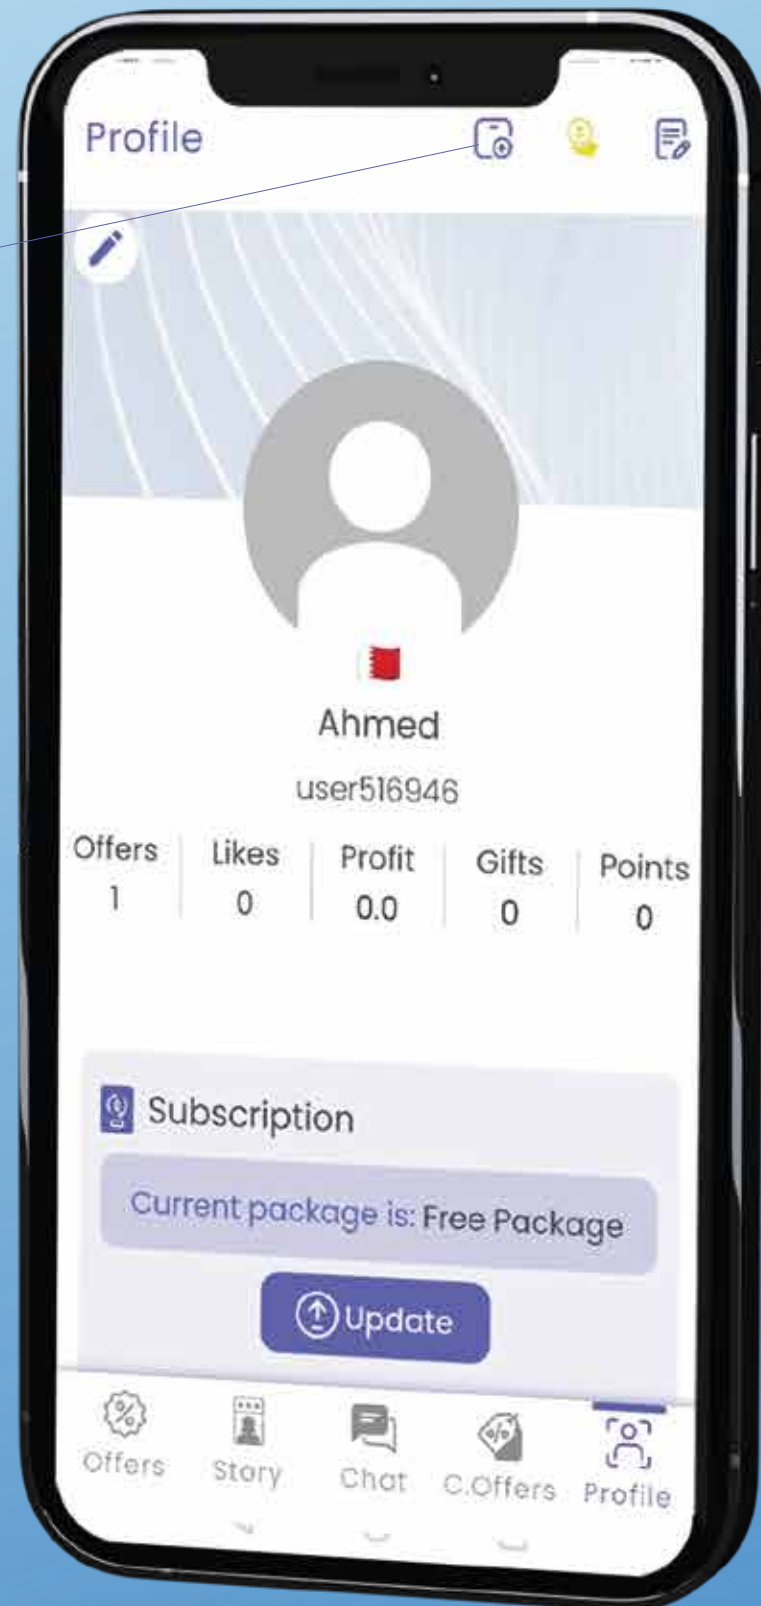 Profile
Ahmed
user516946
Offers Likes Profit Gifts Points
1 0 0.0 0 0
Subscription
Current package is: Free Package
Update
Offers Story Chat C.Offers Profile